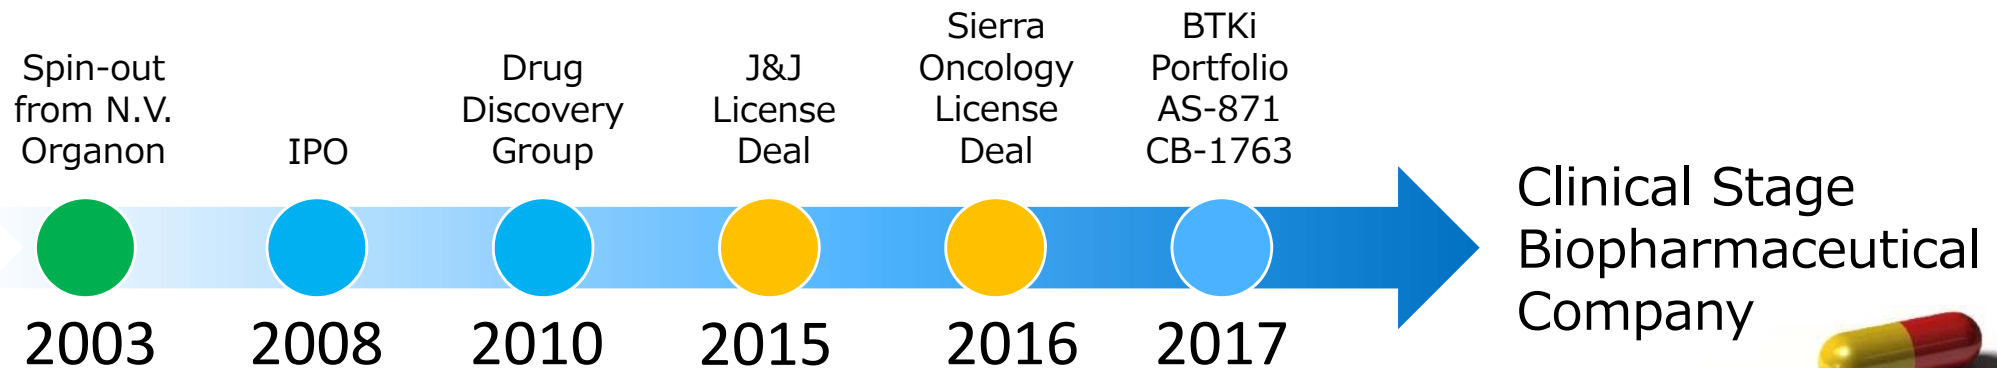 Spin-out
from N.V.
Organon
2003
IPO
2008
Drug
Discovery
Group
2010
J&J
License
Deal
2015
Sierra
Oncology
License
Deal
2016
BTKi
Portfolio
AS-871
CB-1763
2017
Clinical Stage
Biopharmaceutical
Company